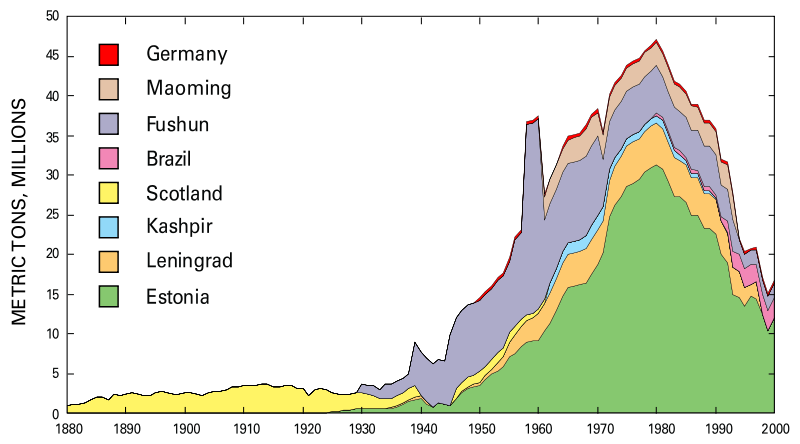 METRIC TONS, MILLIONS
50
45
40
35
30
25
20
15
10
5
0
Germany
Maoming
Fushun
Brazil
Scotland
Kashpir
Leningrad
Estonia
1880 1890 1900 1910 1920 1930 1940 1950 1960 1970 1980 1990 2000